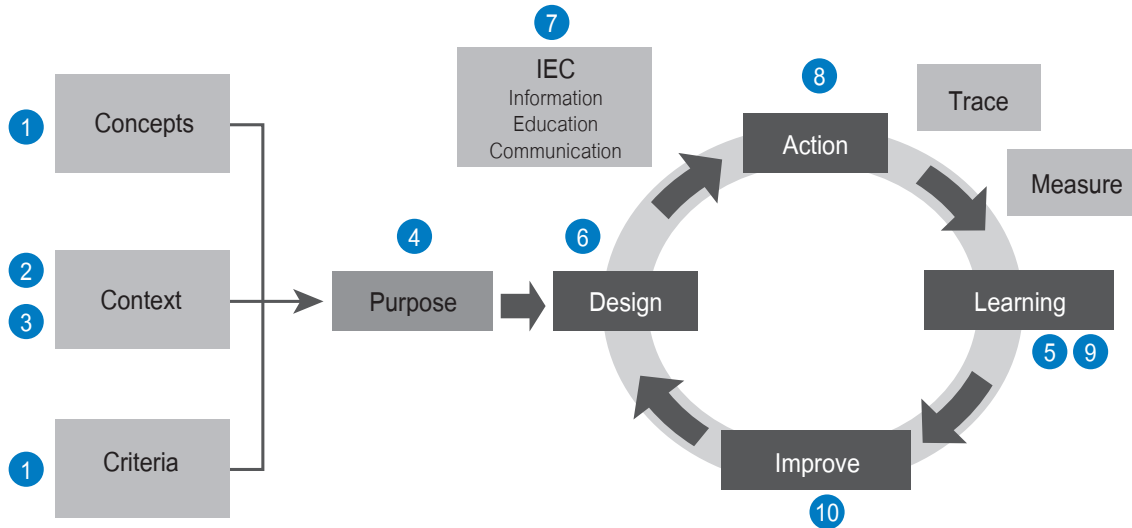 1
Concepts
2
3
Context
1
Criteria
4
Purpose
7
IEC
Information
Education
Communication
6
Design
8
Action
Trace
Measure
Learning
5 9
Improve
10